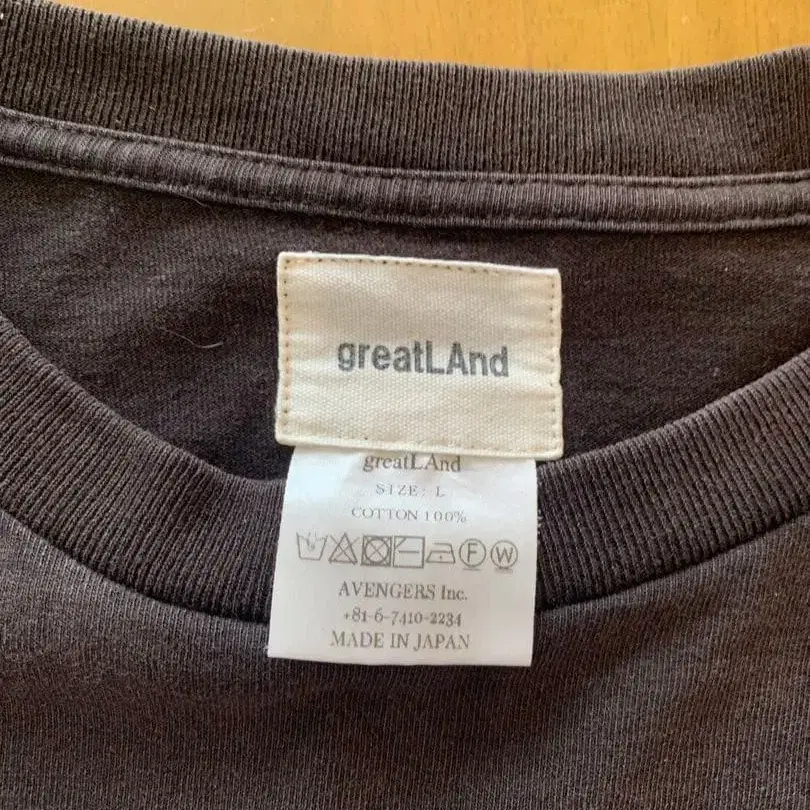 greatLAnd
greatLAnd
SIZE: L
COTTON 100%
F W
AVENGERS Inc.
+81-6-7410-2234
MADE IN JAPAN